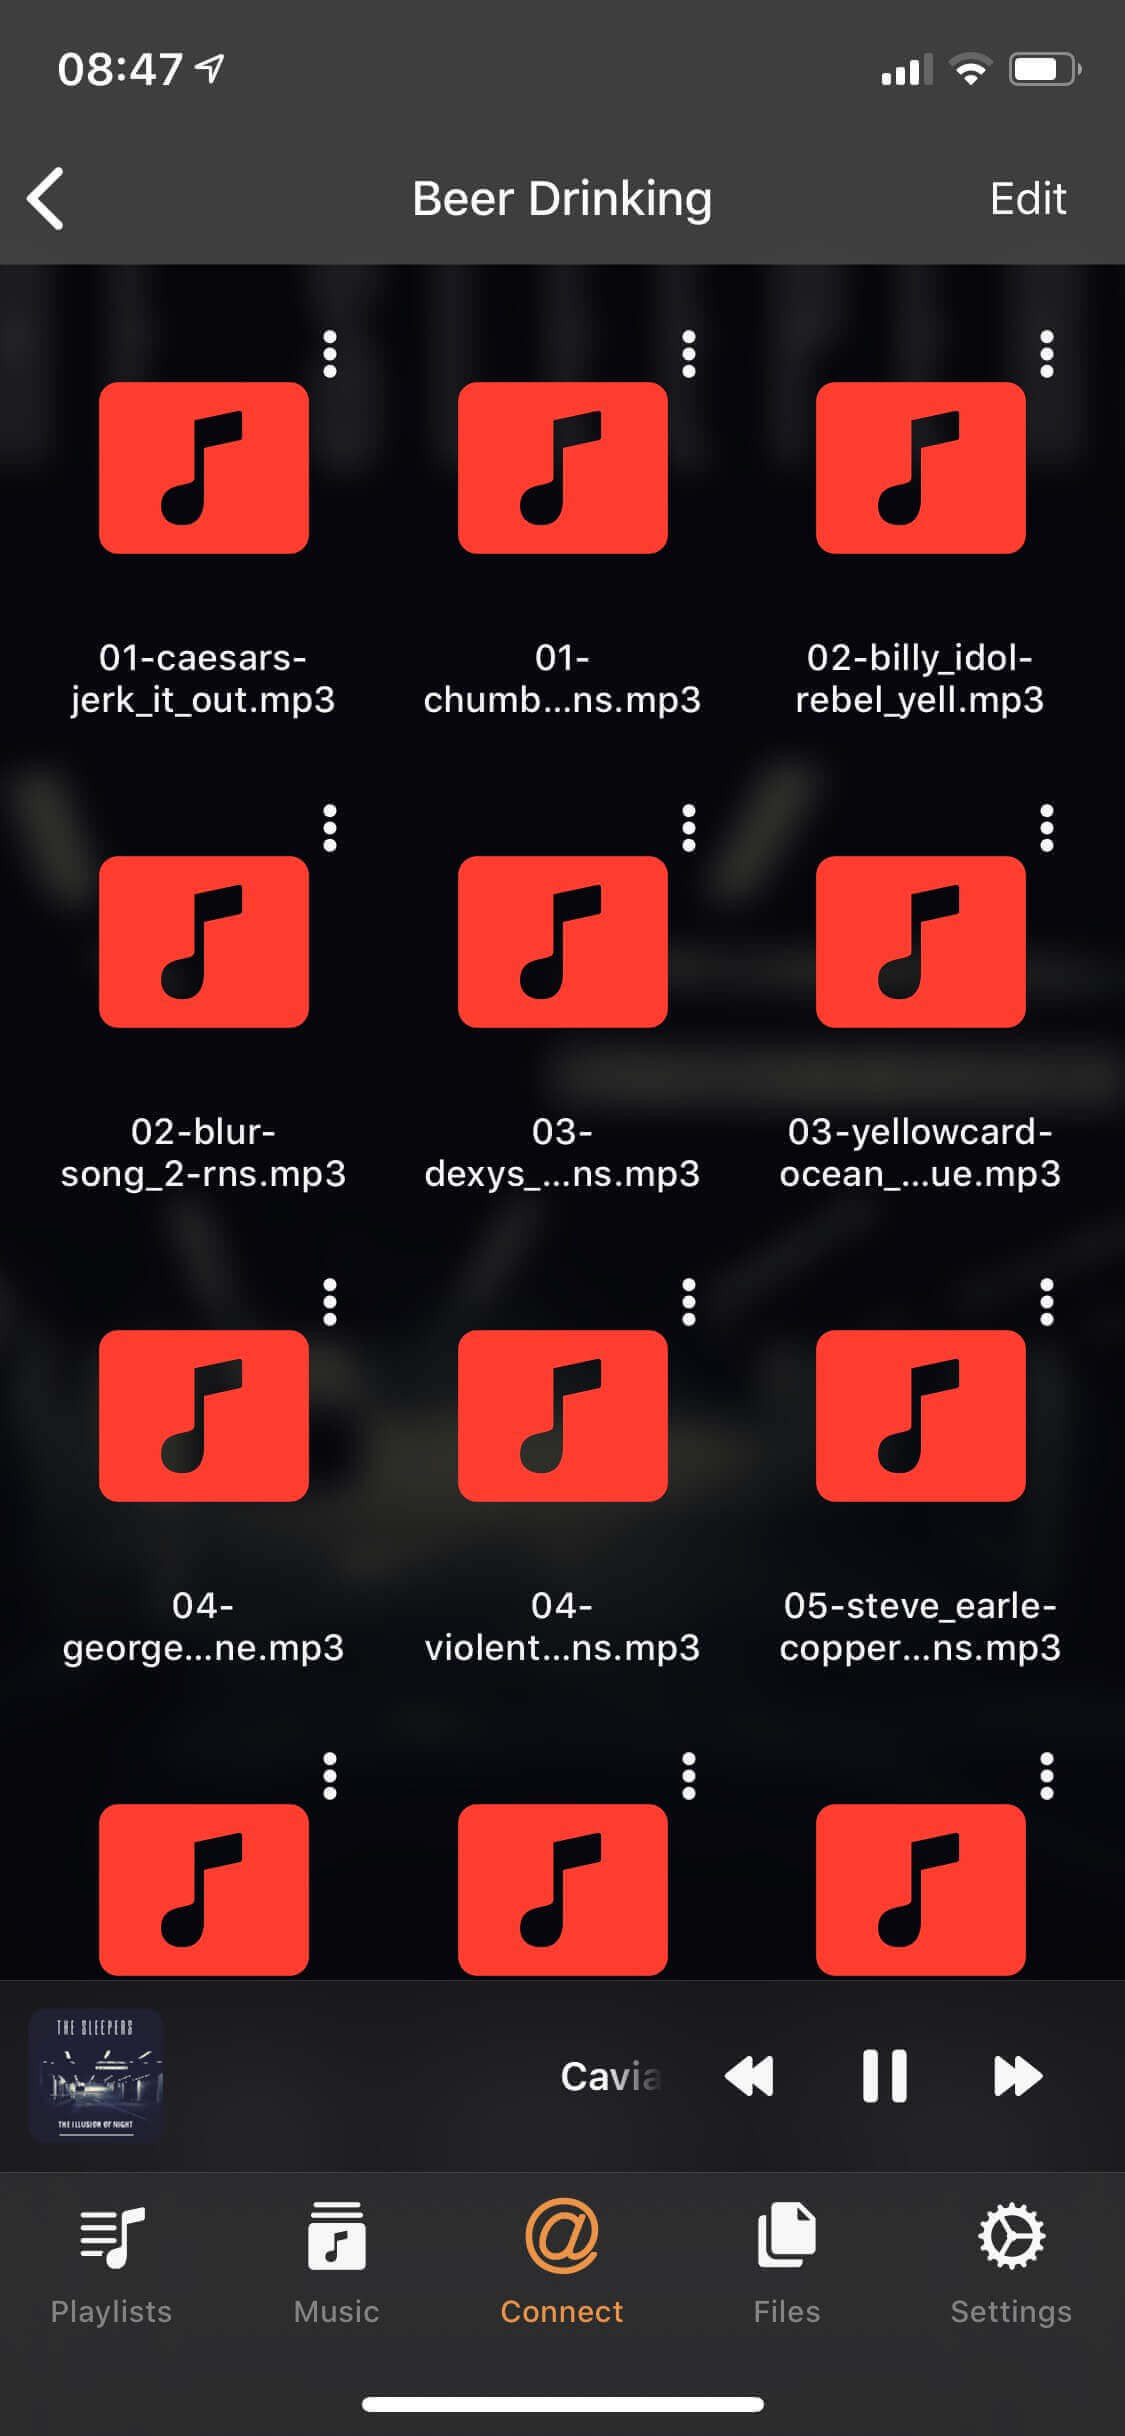 08:47
Beer Drinking
Edit
01-caesars-
jerk_it_out.mp3
01-
chumb...ns.mp3
02-billy_idol-
rebel_yell.mp3
02-blur-
song_2-rns.mp3
03-
dexys_...ns.mp3
03-yellowcard-
ocean_...ue.mp3
04-
george...ne.mp3
04-
violent...ns.mp3
05-steve_earle-
copper...ns.mp3
THE SLEEPERS
THE ILLUSION OF NIGHT
Cavia
Playlists
Music
Connect
Files
Settings